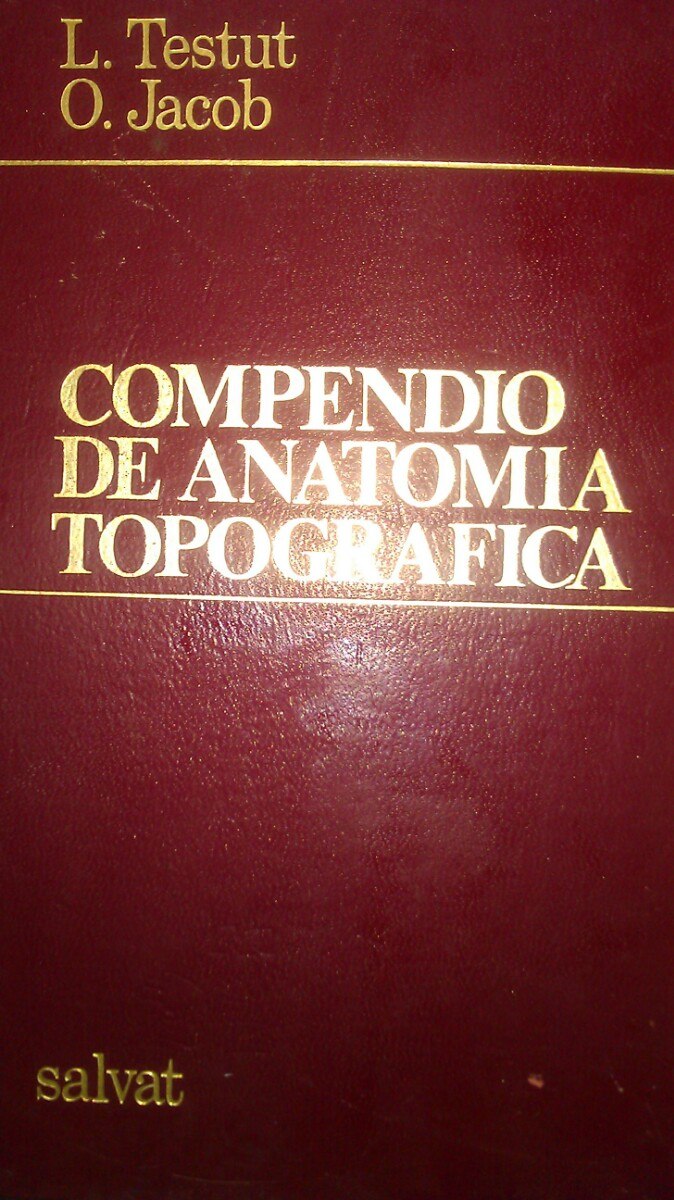 L. Testut
O. Jacob
COMPENDIO
DE ANATOMIA
TOPOGRAFICA
salvat